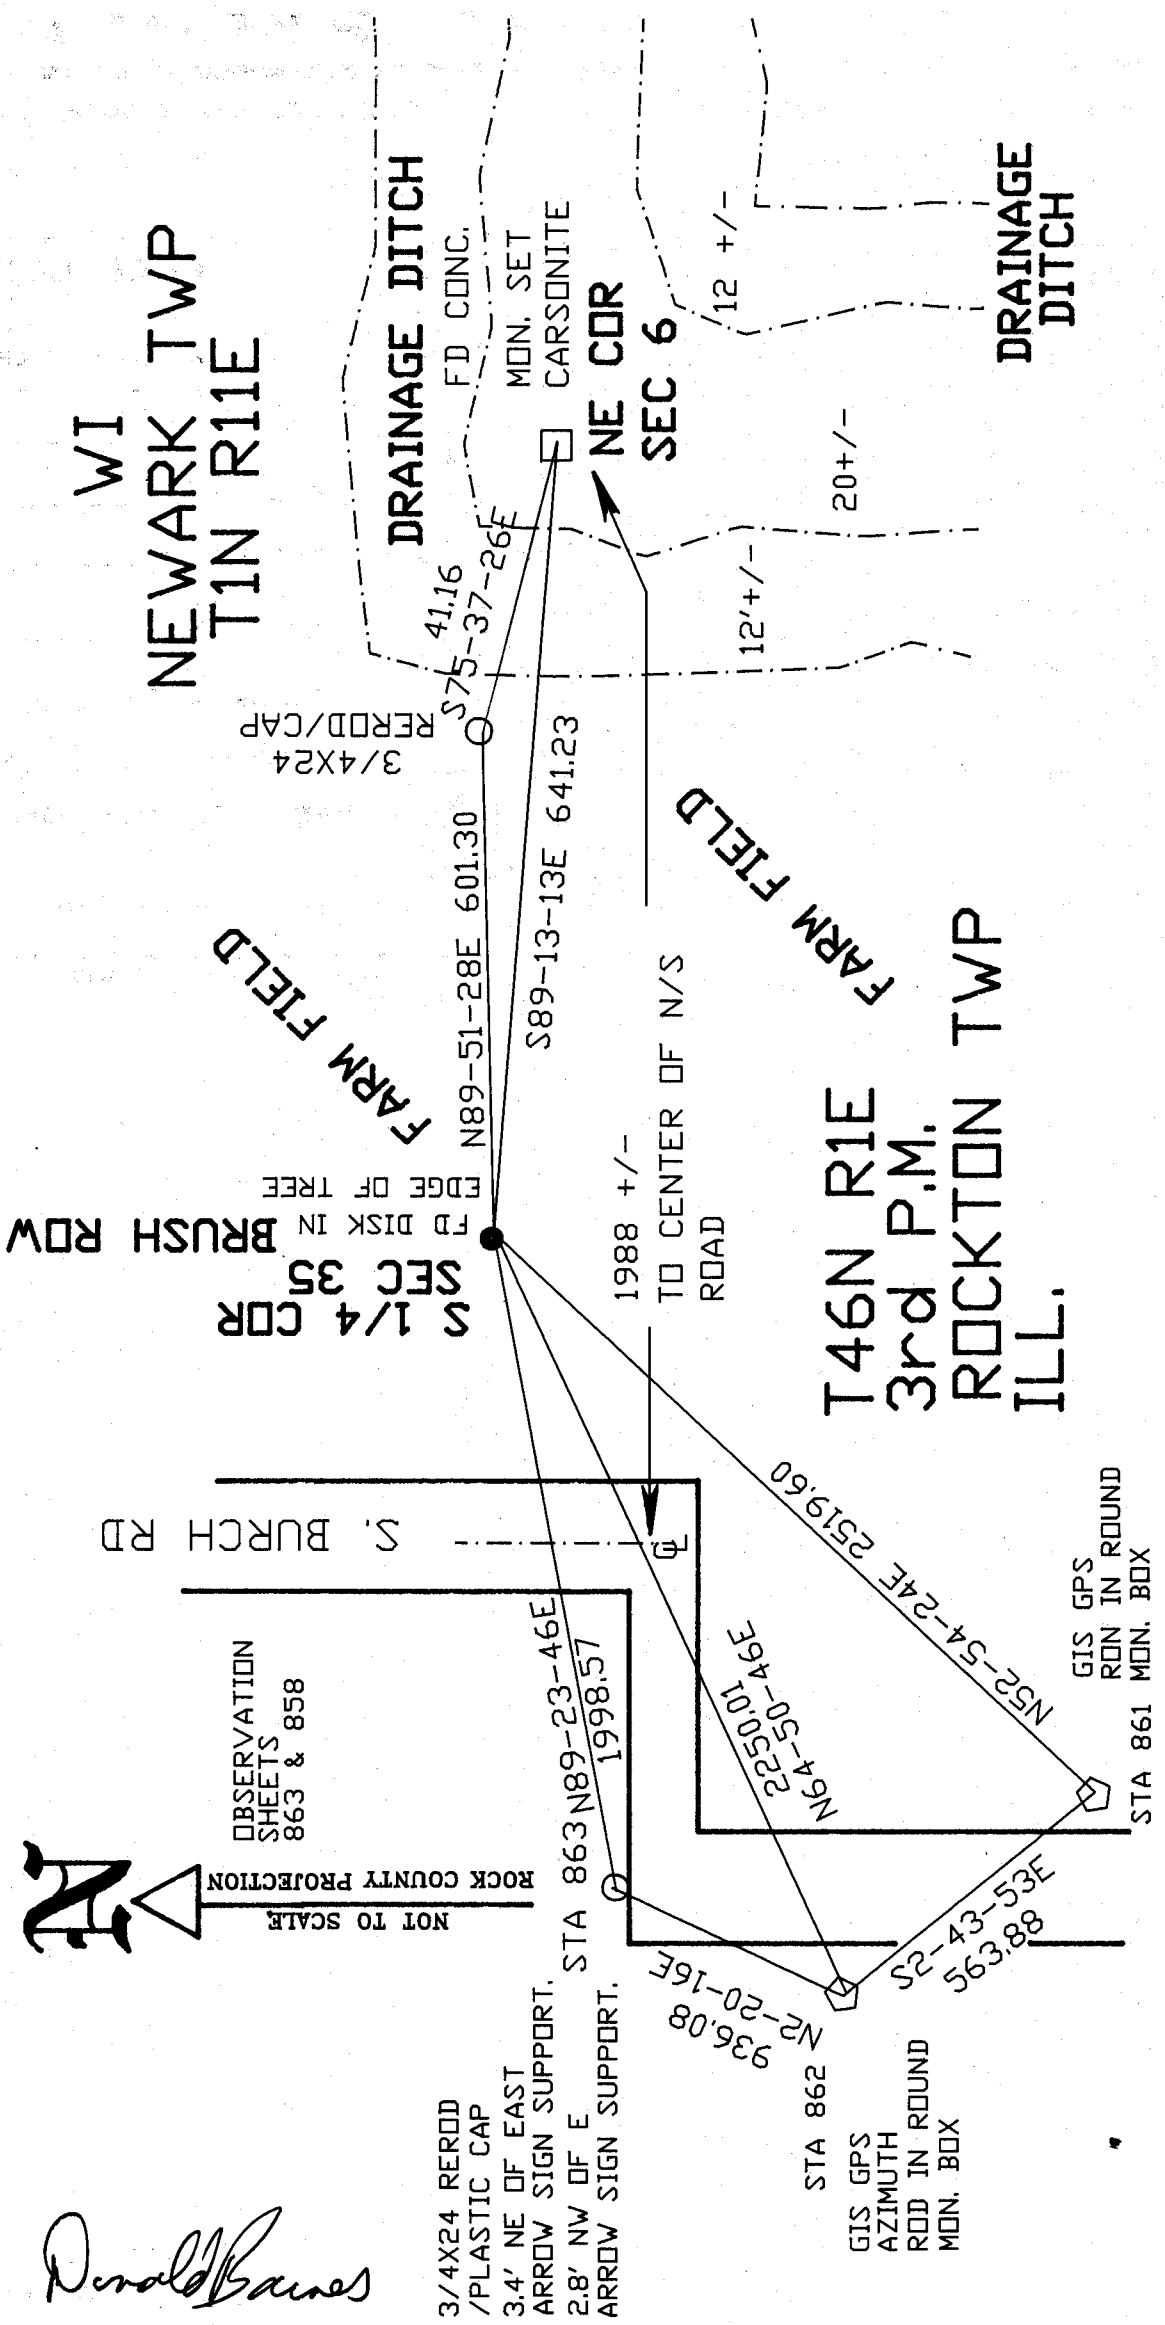 WI
NEWARK TWP
T1N R11E
DRAINAGE DITCH
FD CONC.
MON. SET
CARSONITE
NE COR
SEC 6
12 +/-
DRAINAGE
DITCH
20+/-
12'+/-
41.16
S75-37-26E
3/4X24
REROD/CAP
N89-51-28E 601.30
S89-13-13E 641.23
FARM FIELD
FARM FIELD
BRUSH ROW
FD DISK IN
EDGE OF TREE
S 1/4 COR
SEC 35
1988 +/-
TO CENTER OF N/S
ROAD
T46N R1E
3rd P.M.
ROCKTON TWP
ILL.
S. BURCH RD
CL
N89-23-46E
1998.57
2250.01
N64-50-46E
N52-54-24E 2519.60
OBSERVATION
SHEETS
863 & 858
N
NOT TO SCALE
ROCK COUNTY PROJECTION
STA 863
3/4X24 REROD
/PLASTIC CAP
3.4' NE OF EAST
ARROW SIGN SUPPORT.
2.8' NW OF E
ARROW SIGN SUPPORT.
936.08
N2-20-16E
STA 862
GIS GPS
AZIMUTH
ROD IN ROUND
MON. BOX
S2-43-53E
563.88
GIS GPS
RON IN ROUND
STA 861 MON. BOX
Donald Barnes